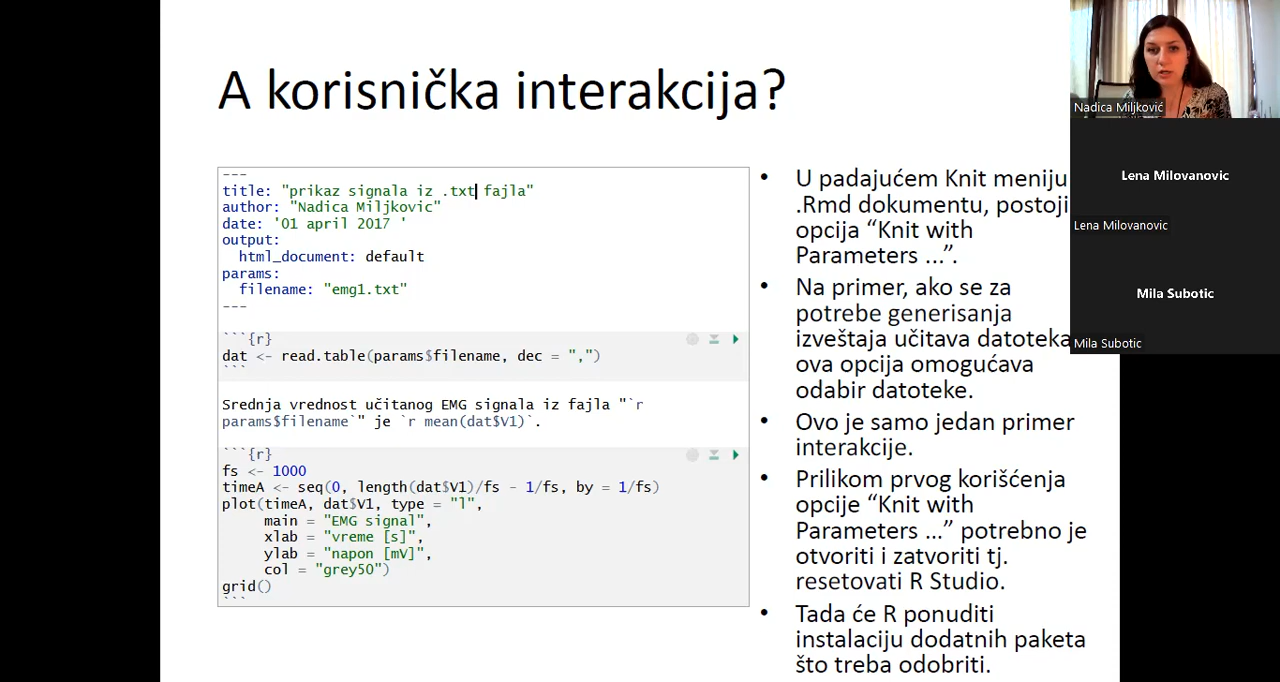 A korisnička interakcija?
---
title: "prikaz signala iz .txt fajla"
author: "Nadica Miljkovic"
date: '01 april 2017 '
output:
  html_document: default
params:
  filename: "emg1.txt"
---
```{r}
dat <- read.table(params$filename, dec = ",")
```
Srednja vrednost učitanog EMG signala iz fajla "`r
params$filename`" je `r mean(dat$V1)`.
```{r}
fs <- 1000
timeA <- seq(0, length(dat$V1)/fs - 1/fs, by = 1/fs)
plot(timeA, dat$V1, type = "l",
     main = "EMG signal",
     xlab = "vreme [s]",
     ylab = "napon [mV]",
     col = "grey50")
grid()
```
• U padajućem Knit meniju
.Rmd dokumentu, postoji
opcija “Knit with
Parameters ...”.
• Na primer, ako se za
potrebe generisanja
izveštaja učitava datoteka
ova opcija omogućava
odabir datoteke.
• Ovo je samo jedan primer
interakcije.
• Prilikom prvog korišćenja
opcije “Knit with
Parameters ...” potrebno je
otvoriti i zatvoriti tj.
resetovati R Studio.
• Tada će R ponuditi
instalaciju dodatnih paketa
što treba odobriti.
Nadica Miljković
Lena Milovanovic
Lena Milovanovic
Mila Subotic
Mila Subotic